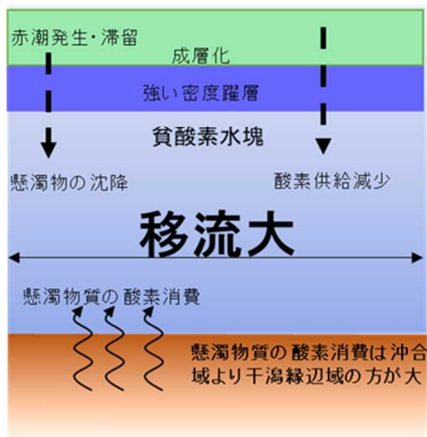 赤潮発生・滞留
成層化
強い密度躍層
貧酸素水塊
懸濁物の沈降
酸素供給減少
移流大
懸濁物質の酸素消費
懸濁物質の酸素消費は沖合
域より干潟縁辺域の方が大